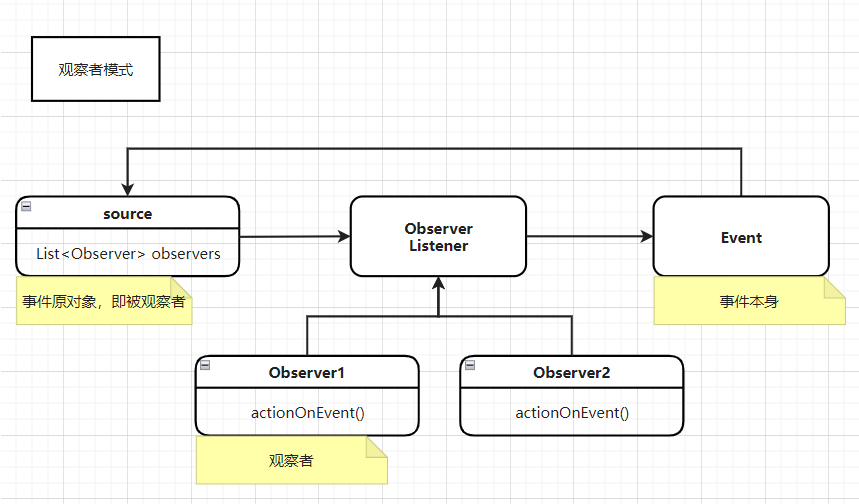 观察者模式
source
List<Observer> observers
事件原对象，即被观察者
Observer
Listener
Event
事件本身
Observer1
actionOnEvent()
观察者
Observer2
actionOnEvent()